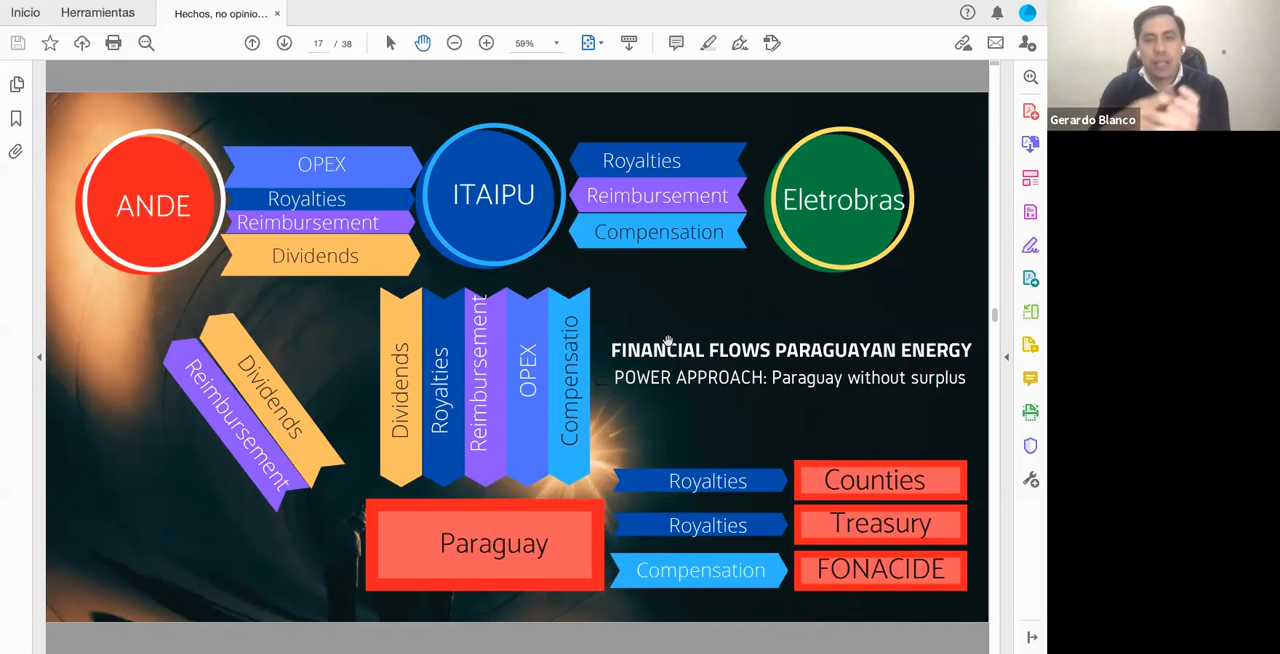 Inicio
Herramientas
Hechos, no opinio...
×
17 / 38
59%
Gerardo Blanco
ANDE
OPEX
Royalties
Reimbursement
Dividends
ITAIPU
Royalties
Reimbursement
Compensation
Eletrobras
Dividends
Reimbursement
Dividends
Royalties
Reimbursement
OPEX
Compensatio
FINANCIAL FLOWS PARAGUAYAN ENERGY
POWER APPROACH: Paraguay without surplus
Paraguay
Royalties
Counties
Royalties
Treasury
Compensation
FONACIDE